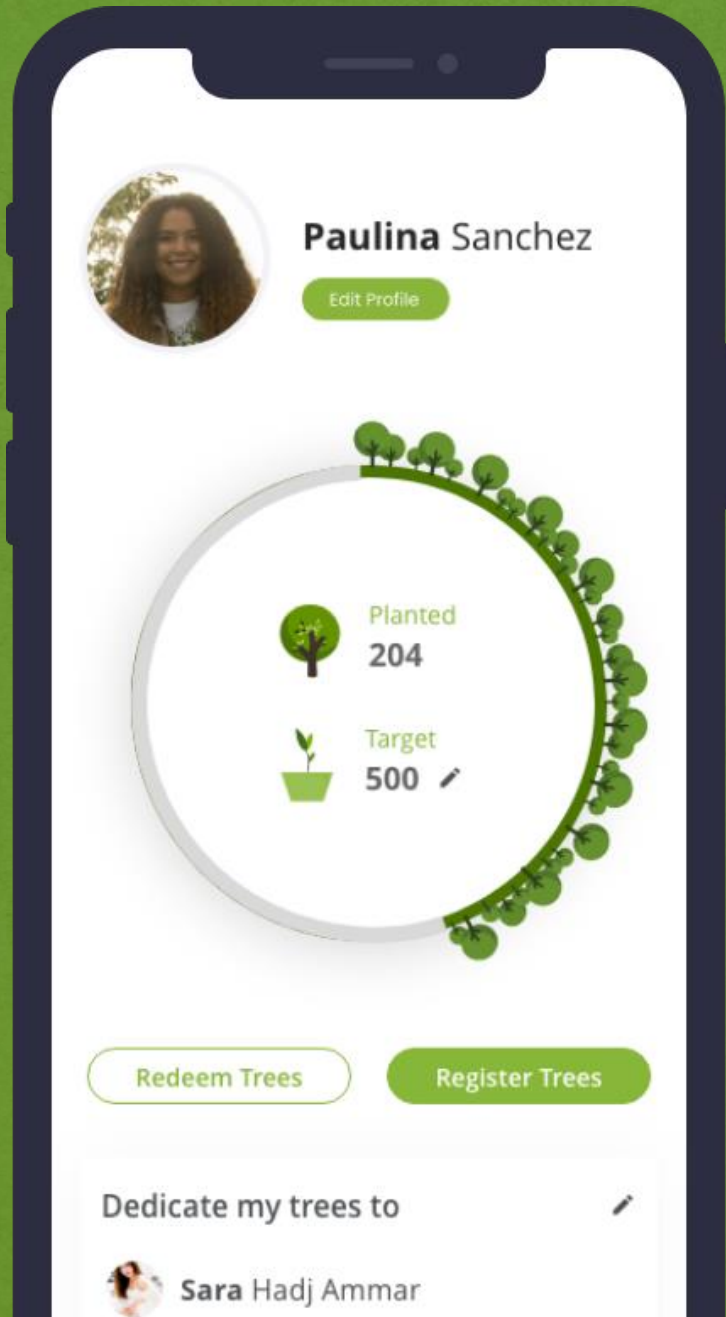 Paulina Sanchez
Edit Profile
Planted
204
Target
500
Redeem Trees
Register Trees
Dedicate my trees to
Sara Hadj Ammar